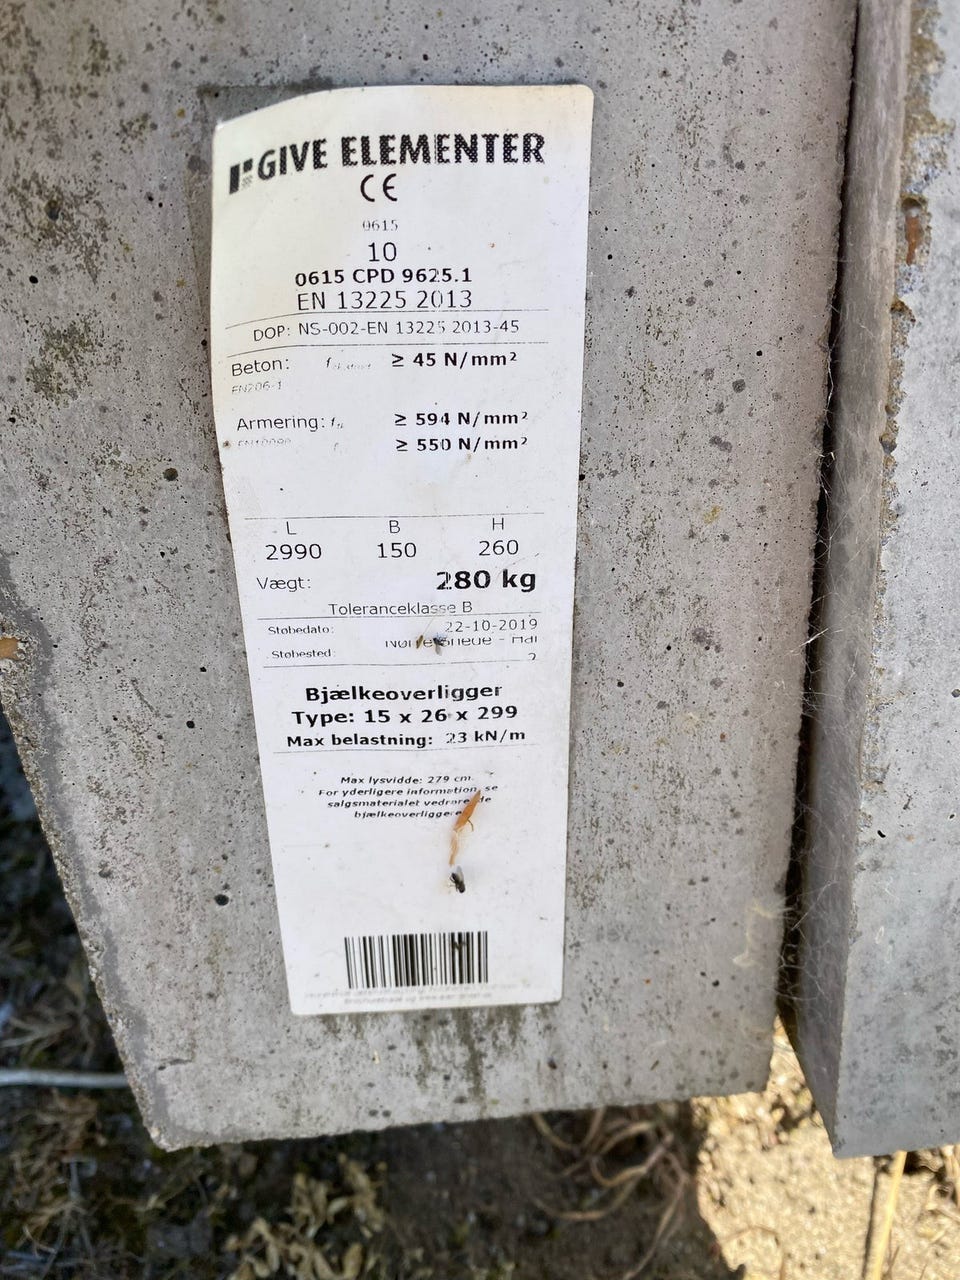 GIVE ELEMENTER
CE
0615
10
0615 CPD 9625.1
EN 13225 2013
DOP: NS-002-EN 13225 2013-45
Beton: ≥ 45 N/mm²
EN206-1
Armering: ≥ 594 N/mm²
≥ 550 N/mm²
L B H
2990 150 260
Vægt: 280 kg
Toleranceklasse B
Støbedato: 22-10-2019
Støbested:
Bjælkeoverligger
Type: 15 x 26 x 299
Max belastning: 23 kN/m
Max lysvidde: 279 cm.
For yderligere information, se
salgsmaterialet vedrørende
bjælkeoverliggere